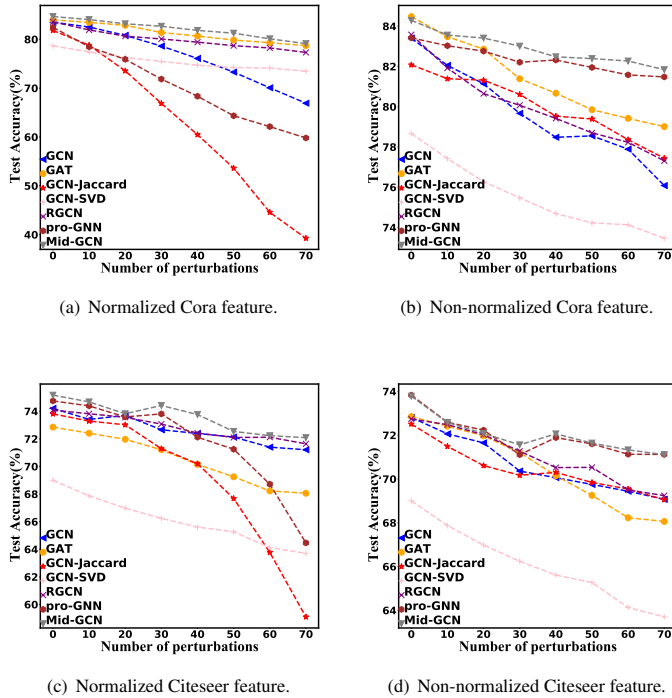 80
70
60
50
40
Test Accuracy(%)
GCN
GAT
GCN-Jaccard
GCN-SVD
RGCN
pro-GNN
Mid-GCN
0 10 20 30 40 50 60 70
Number of perturbations
(a) Normalized Cora feature.
84
82
80
78
76
74
Test Accuracy(%)
GCN
GAT
GCN-Jaccard
GCN-SVD
RGCN
pro-GNN
Mid-GCN
0 10 20 30 40 50 60 70
Number of perturbations
(b) Non-normalized Cora feature.
74
72
70
68
66
64
62
60
Test Accuracy(%)
GCN
GAT
GCN-Jaccard
GCN-SVD
RGCN
pro-GNN
Mid-GCN
0 10 20 30 40 50 60 70
Number of perturbations
(c) Normalized Citeseer feature.
74
72
70
68
66
64
Test Accuracy(%)
GCN
GAT
GCN-Jaccard
GCN-SVD
RGCN
pro-GNN
Mid-GCN
0 10 20 30 40 50 60 70
Number of perturbations
(d) Non-normalized Citeseer feature.